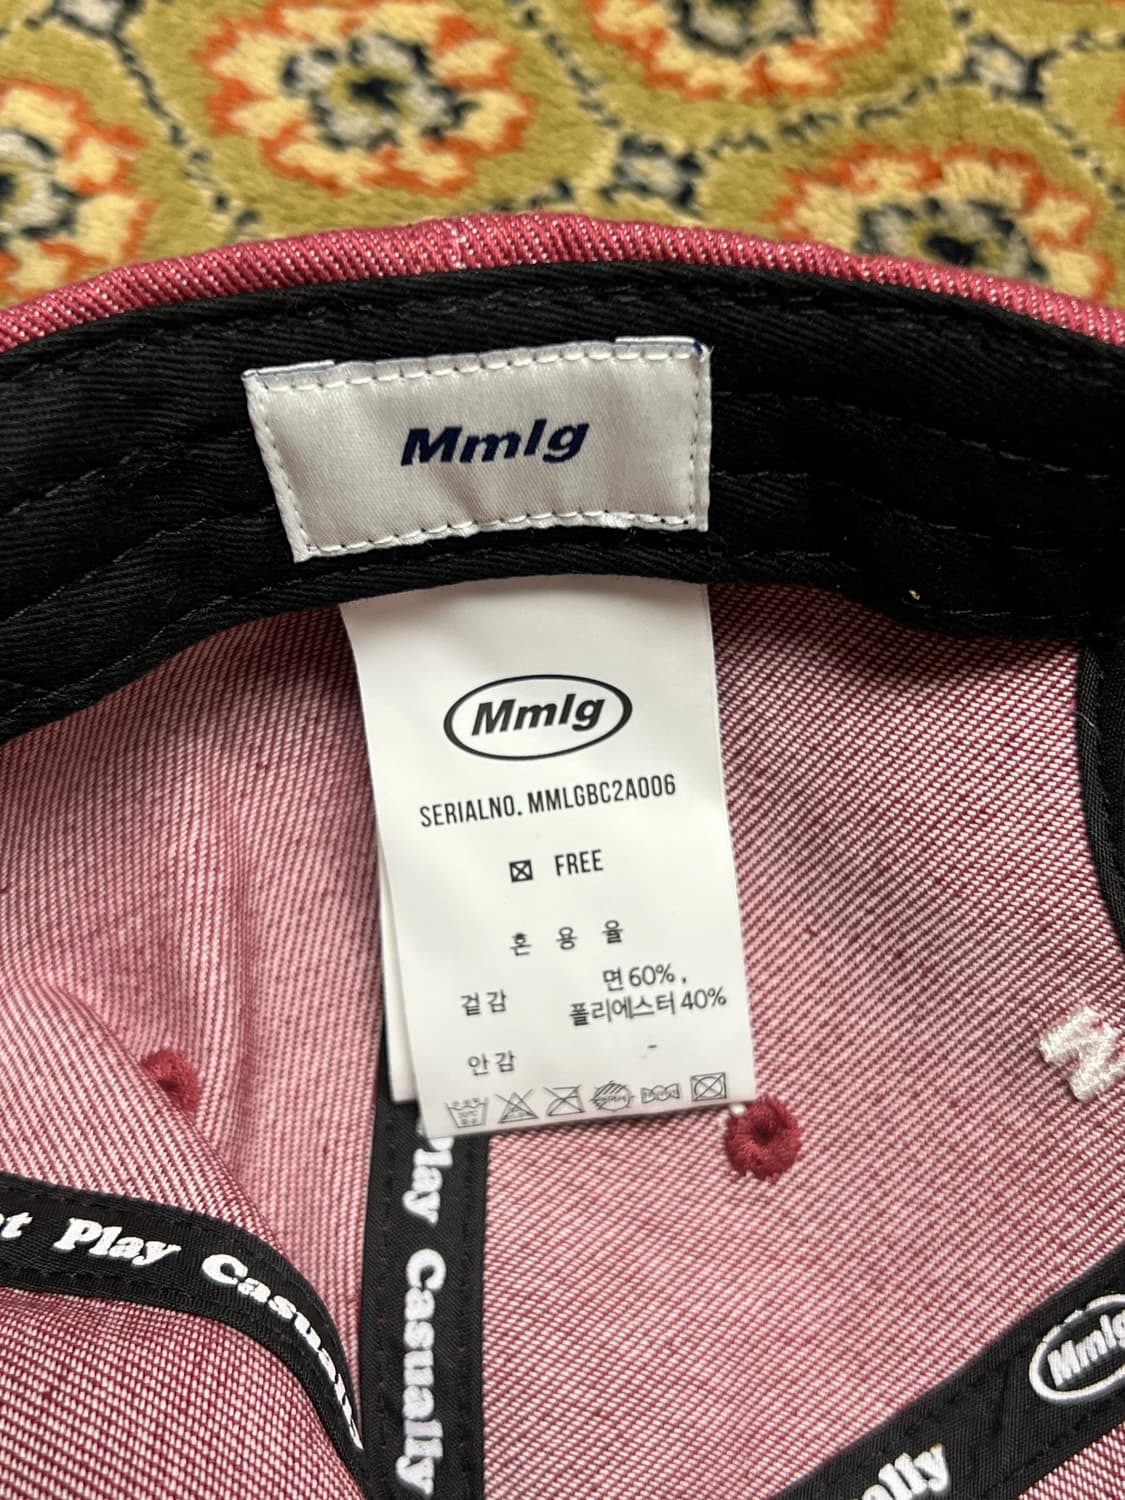 Mmlg
Mmlg
SERIALNO. MMLGBC2A006
FREE
혼 용 율
겉감 면 60%,
폴리에스터 40%
안감 -
Play Casually
Play Casually
Mmlg